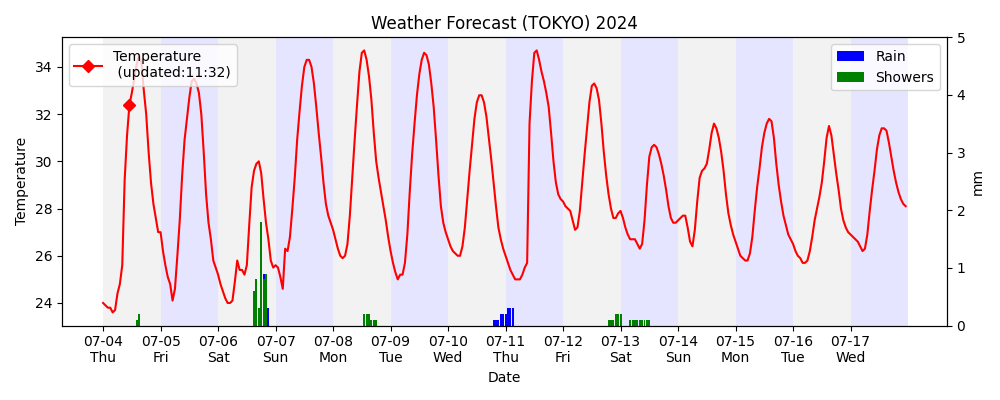 Weather Forecast (TOKYO) 2024
Temperature
(updated:11:32)
Rain
Showers
Temperature
34
32
30
28
26
24
5
4
3
2
1
0
mm
07-04 07-05 07-06 07-07 07-08 07-09 07-10 07-11 07-12 07-13 07-14 07-15 07-16 07-17
Thu Fri Sat Sun Mon Tue Wed Thu Fri Sat Sun Mon Tue Wed
Date